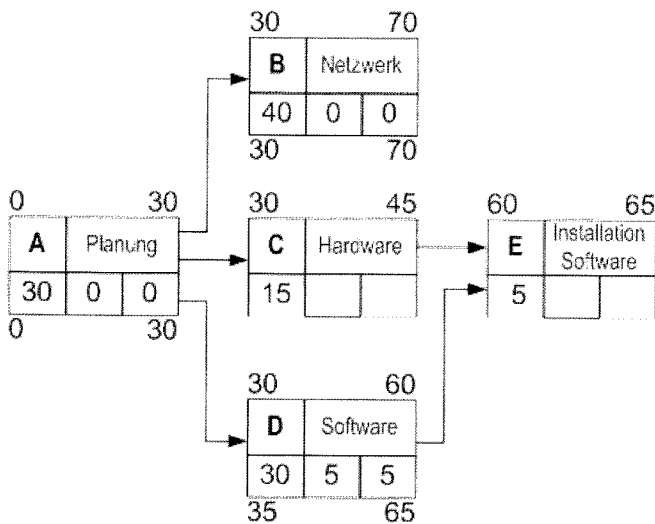 30 70
B Netzwerk
40 0 0
30 70
0 30
A Planung
30 0 0
0 30
30 45
C Hardware
15
60 65
E Installation
Software
5
30 60
D Software
30 5 5
35 65